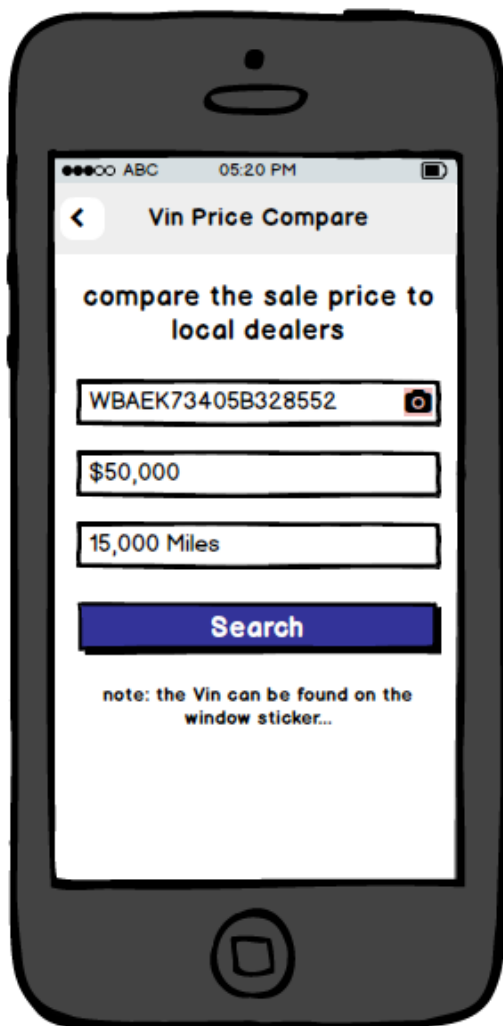 ABC 05:20 PM
Vin Price Compare
compare the sale price to
local dealers
WBAEK73405B328552
$50,000
15,000 Miles
Search
note: the Vin can be found on the
window sticker...